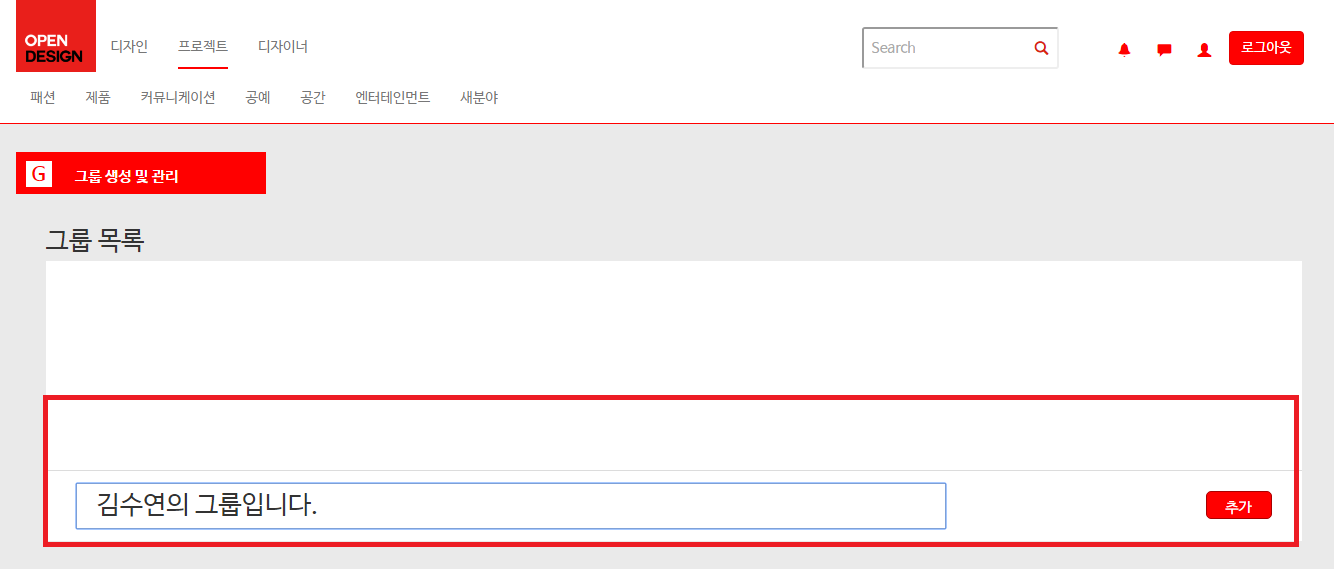 OPEN
DESIGN
디자인 프로젝트 디자이너
Search
로그아웃
패션 제품 커뮤니케이션 공예 공간 엔터테인먼트 새분야
G 그룹 생성 및 관리
그룹 목록
김수연의 그룹입니다.
추가